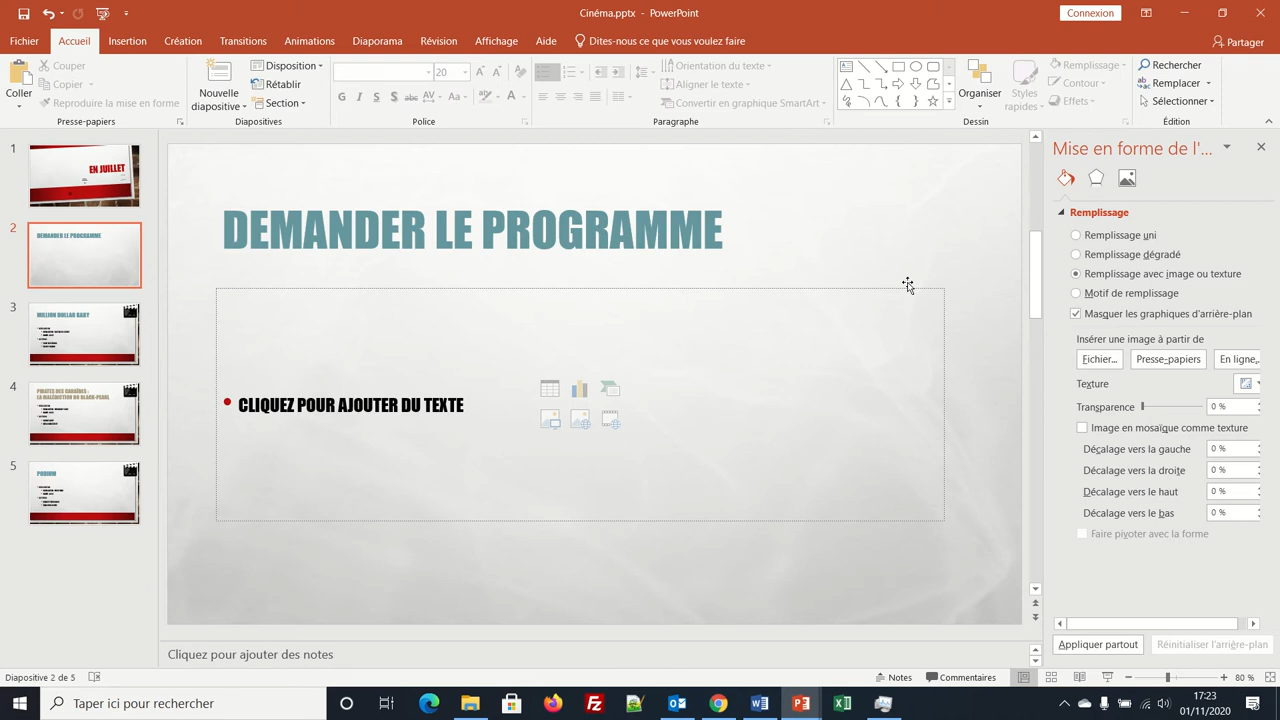 Cinéma.pptx - PowerPoint
Connexion
Fichier Accueil Insertion Création Transitions Animations Diaporama Révision Affichage Aide Dites-nous ce que vous voulez faire Partager
Coller
Couper
Copier
Reproduire la mise en forme
Presse-papiers
Nouvelle
diapositive
Disposition
Rétablir
Section
Diapositives
20
G I S S abc AV Aa A
Police
Orientation du texte
Aligner le texte
Convertir en graphique SmartArt
Paragraphe
Organiser
Styles
rapides
Remplissage
Contour
Effets
Dessin
Rechercher
Remplacer
Sélectionner
Édition
1
EN JUILLET
2
DEMANDER LE PROGRAMME
3
MILLION DOLLAR BABY
4
PIRATES DES CARAÏBES :
LA MALÉDICTION DU BLACK-PEARL
5
PODIUM
DEMANDER LE PROGRAMME
• CLIQUEZ POUR AJOUTER DU TEXTE
Cliquez pour ajouter des notes
Mise en forme de l'...
Remplissage
Remplissage uni
Remplissage dégradé
Remplissage avec image ou texture
Motif de remplissage
Masquer les graphiques d'arrière-plan
Insérer une image à partir de
Fichier... Presse-papiers En ligne...
Texture
Transparence 0 %
Image en mosaïque comme texture
Décalage vers la gauche 0 %
Décalage vers la droite 0 %
Décalage vers le haut 0 %
Décalage vers le bas 0 %
Faire pivoter avec la forme
Appliquer partout Réinitialiser l'arrière-plan
Diapositive 2 de 5
Notes Commentaires 80 %
Taper ici pour rechercher
17:23
01/11/2020